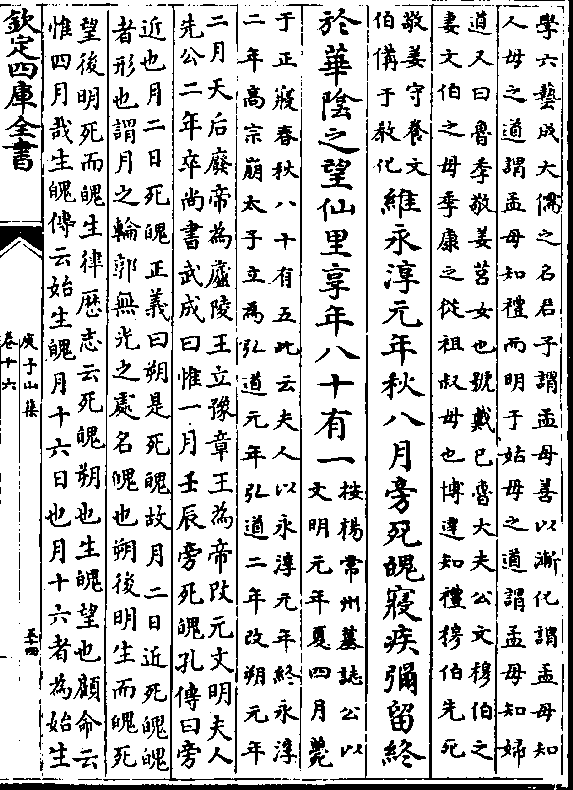 學六藝成大儒之名君子謂孟母善以漸化謂孟母知
人母之道謂孟母知禮而明于姑母之道謂孟母知婦
道又曰魯季敬姜莒女也號戴已魯大夫公文穆伯之
妻文伯之母季康之從祖叔母也博達知禮穆伯先死
敬姜守養文
伯備于敎化
維永淳元年秋八月旁死魄寢疾彌留終
於華陰之望仙里享年八十有一
按楊常州墓誌公以
文明元年夏四月薨
于正寢春秋八十有五此云夫人以永淳元年終永淳
二年高宗崩太子立為弘道元年弘道二年改朔元年
二月天后廢帝為廬陵王立豫章王為帝改元文明夫人
先公二年卒尚書武成曰惟一月壬辰旁死魄孔傳曰旁
近也月二日死魄正義曰朔是死魄故月二日近死魄魄
者形也謂月之輪郭無光之處名魄也朔後明生而魄死
望後明死而魄生律厯志云死魄朔也生魄望也顧命云
惟四月哉生魄傳云始生魄月十六日也月十六者為始生
欽定四庫全書
庾子山集
卷十六